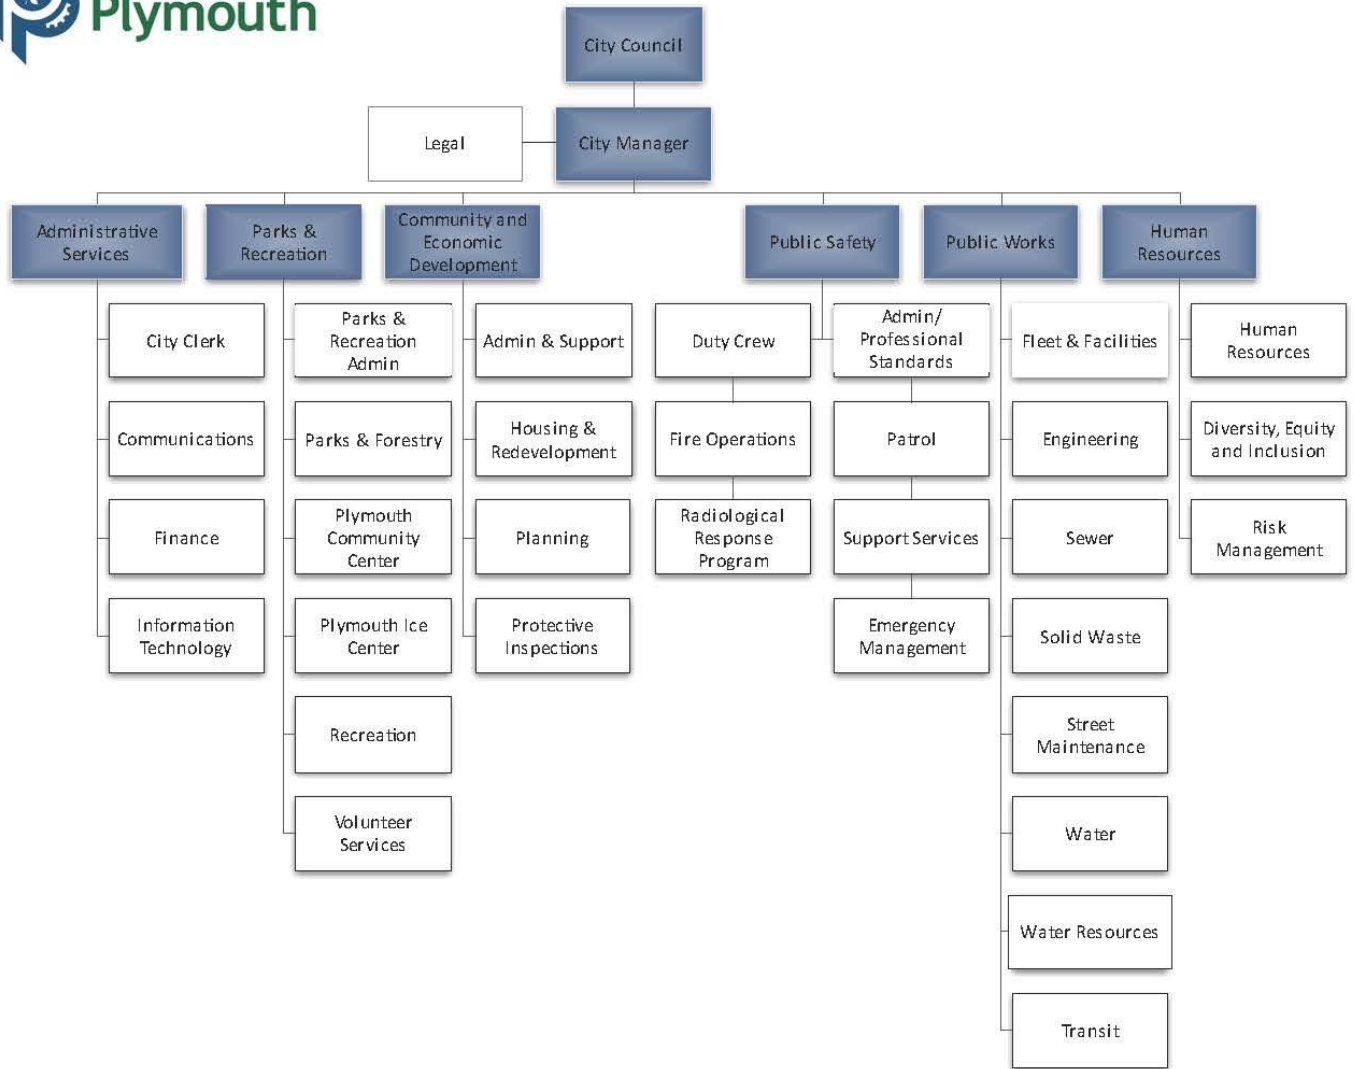 Plymouth
City Council
Legal
City Manager
Administrative
Services
Parks &
Recreation
Community and
Economic
Development
Public Safety
Public Works
Human
Resources
City Clerk
Communications
Finance
Information
Technology
Parks &
Recreation
Admin
Parks & Forestry
Plymouth
Community
Center
Plymouth Ice
Center
Recreation
Volunteer
Services
Admin & Support
Housing &
Redevelopment
Planning
Protective
Inspections
Duty Crew
Fire Operations
Radiological
Response
Program
Admin/
Professional
Standards
Patrol
Support Services
Emergency
Management
Fleet & Facilities
Engineering
Sewer
Solid Waste
Street
Maintenance
Water
Water Resources
Transit
Human
Resources
Diversity, Equity
and Inclusion
Risk
Management